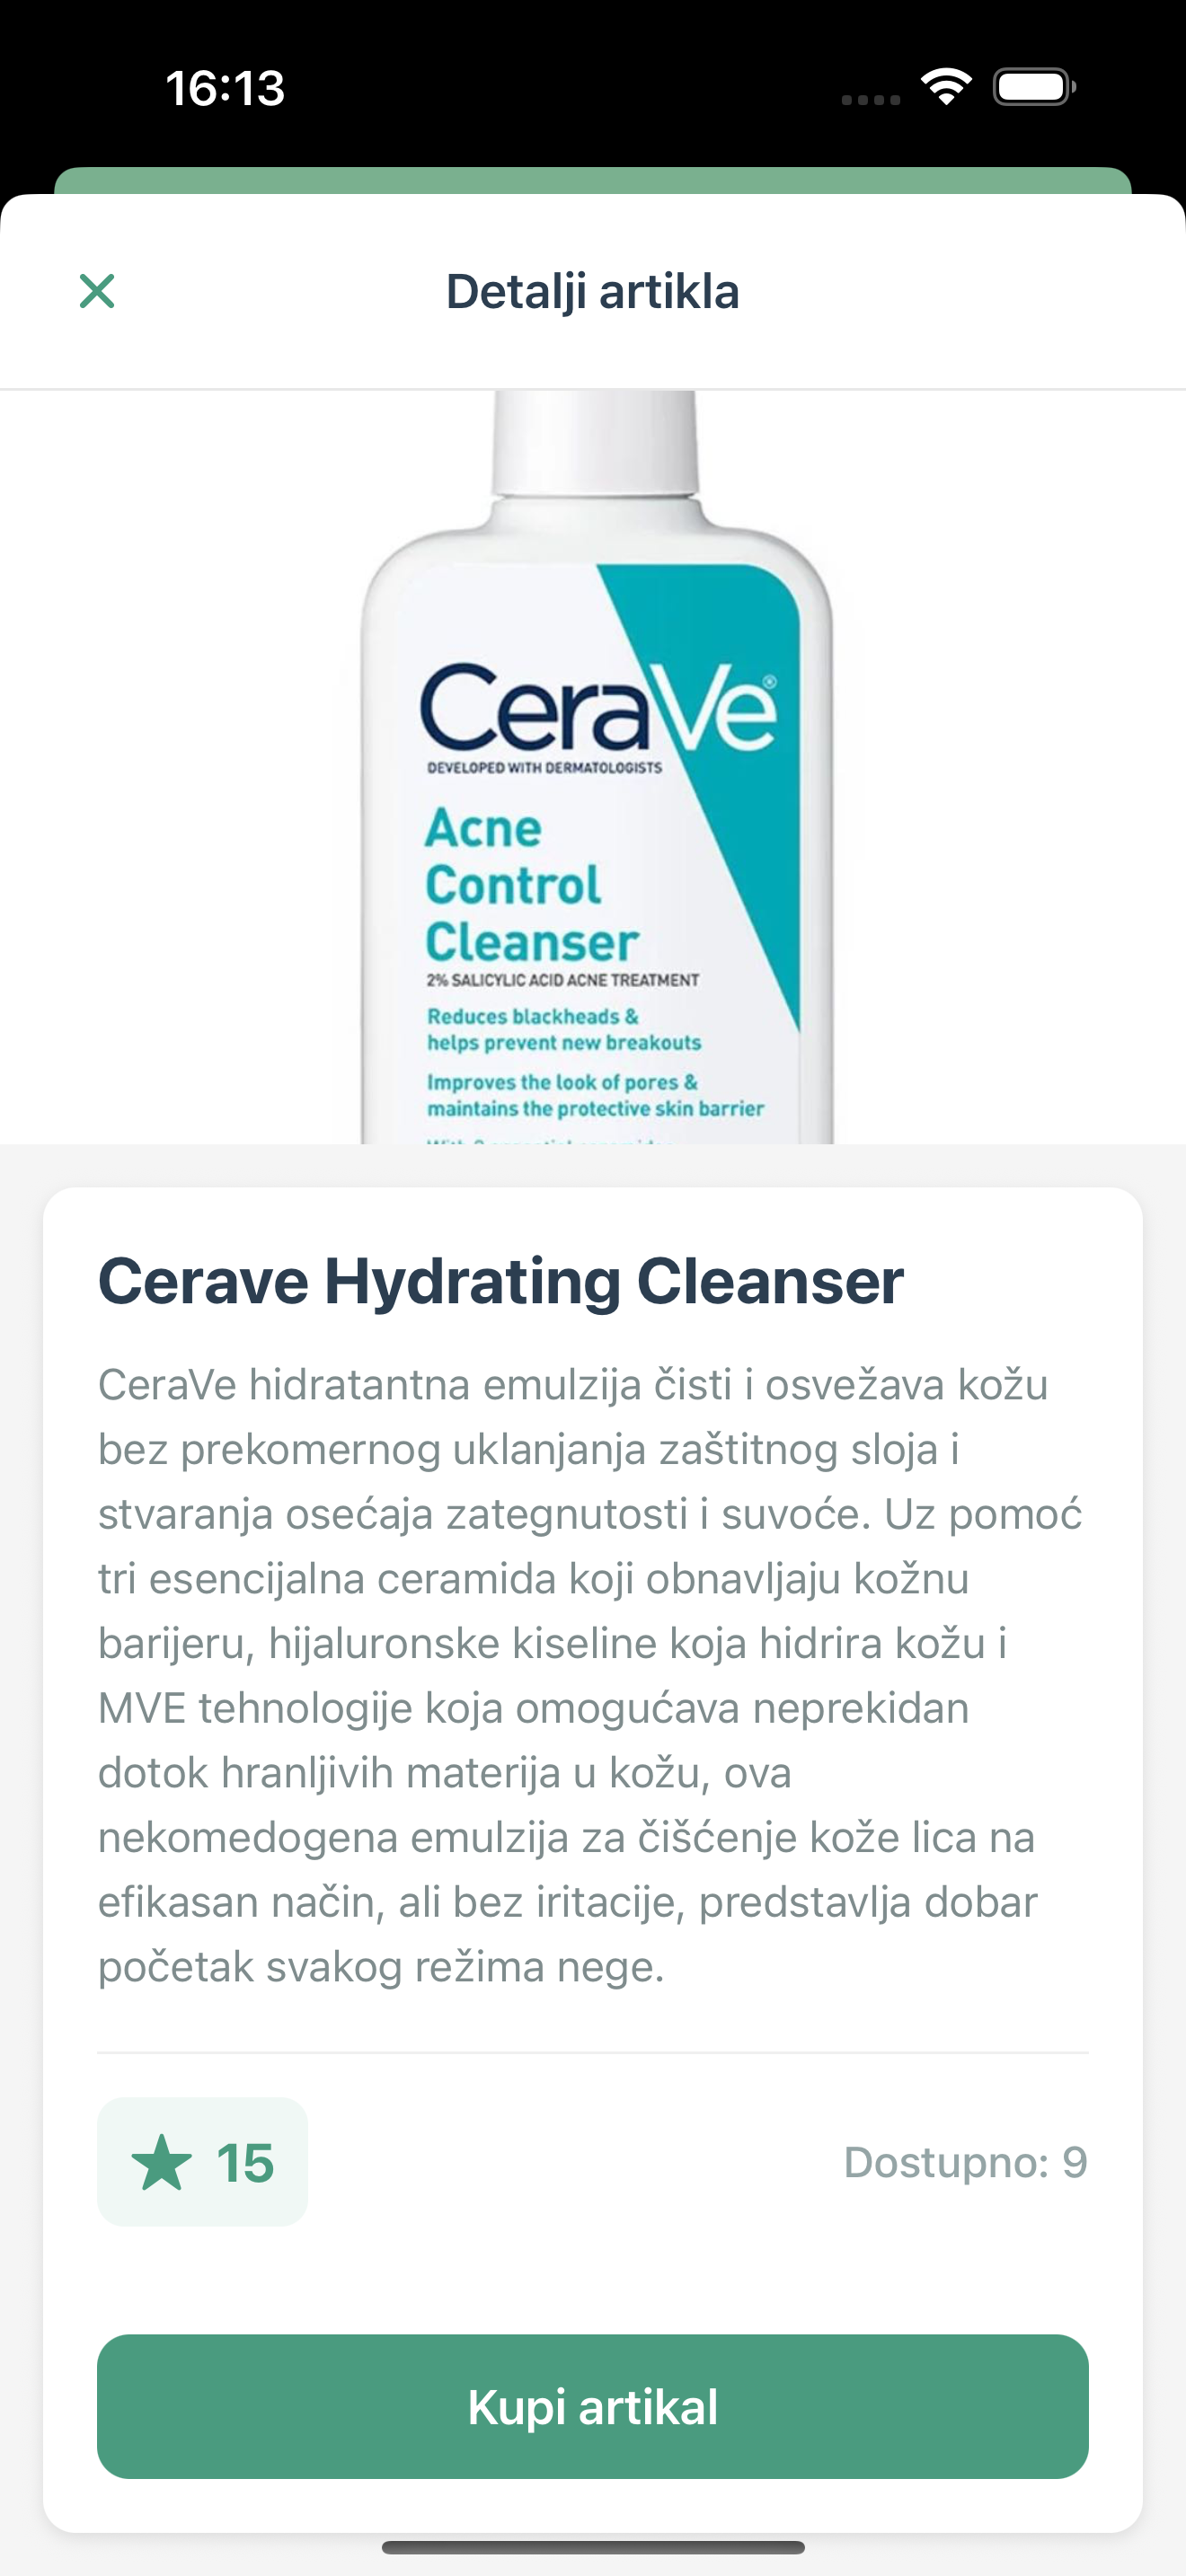 16:13
Detalji artikla
CeraVe®
DEVELOPED WITH DERMATOLOGISTS
Acne
Control
Cleanser
2% SALICYLIC ACID ACNE TREATMENT
Reduces blackheads &
helps prevent new breakouts
Improves the look of pores &
maintains the protective skin barrier
Cerave Hydrating Cleanser
CeraVe hidratantna emulzija čisti i osvežava kožu
bez prekomernog uklanjanja zaštitnog sloja i
stvaranja osećaja zategnutosti i suvoće. Uz pomoć
tri esencijalna ceramida koji obnavljaju kožnu
barijeru, hijaluronske kiseline koja hidrira kožu i
MVE tehnologije koja omogućava neprekidan
dotok hranljivih materija u kožu, ova
nekomedogena emulzija za čišćenje kože lica na
efikasan način, ali bez iritacije, predstavlja dobar
početak svakog režima nege.
15
Dostupno: 9
Kupi artikal